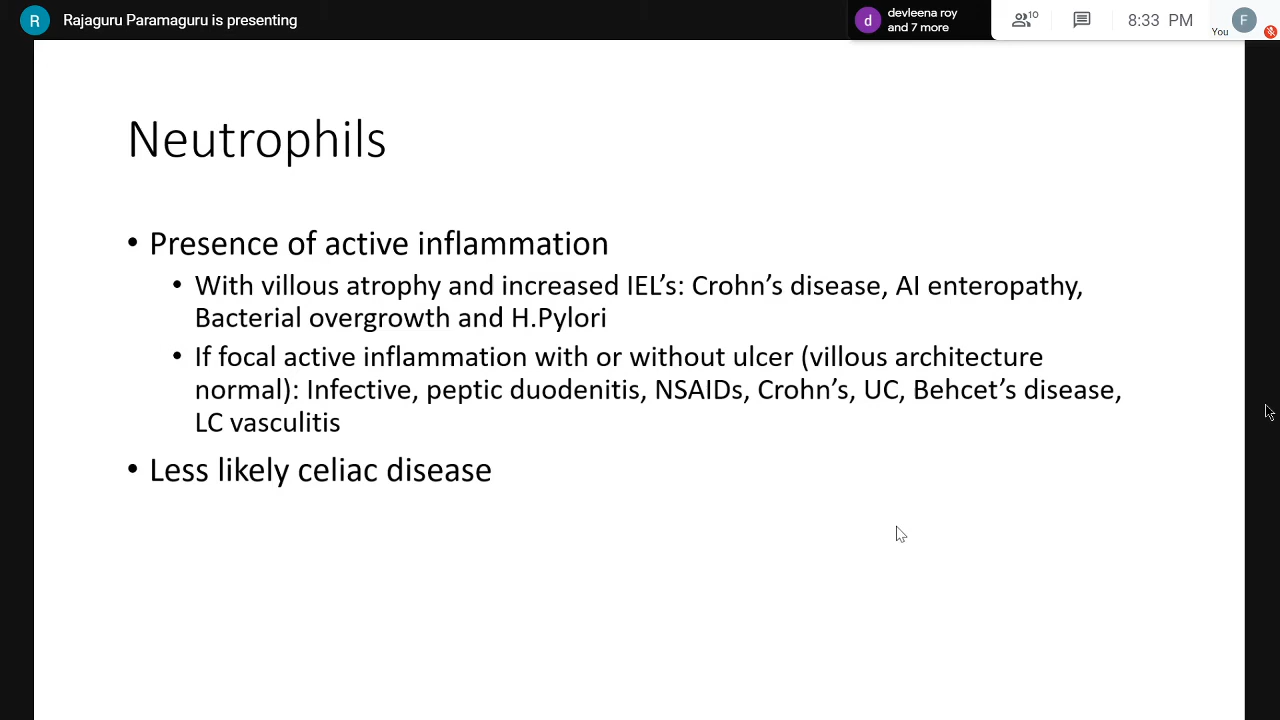 R Rajaguru Paramaguru is presenting
d devleena roy
and 7 more
10
8:33 PM
You
F
Neutrophils
• Presence of active inflammation
• With villous atrophy and increased IEL’s: Crohn’s disease, AI enteropathy,
Bacterial overgrowth and H.Pylori
• If focal active inflammation with or without ulcer (villous architecture
normal): Infective, peptic duodenitis, NSAIDs, Crohn’s, UC, Behcet’s disease,
LC vasculitis
• Less likely celiac disease